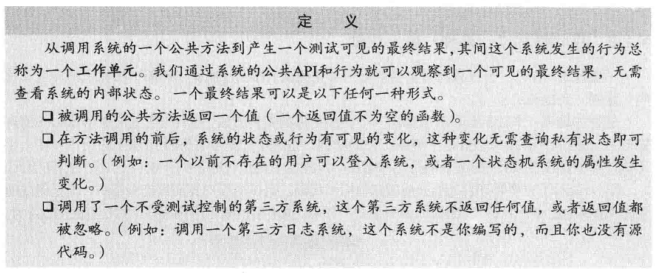 定 义
从调用系统的一个公共方法到产生一个测试可见的最终结果，其间这个系统发生的行为总
称为一个工作单元。我们通过系统的公共API和行为就可以观察到一个可见的最终结果，无需
查看系统的内部状态。一个最终结果可以是以下任何一种形式。
❑ 被调用的公共方法返回一个值（一个返回值不为空的函数）。
❑ 在方法调用的前后，系统的状态或行为有可见的变化，这种变化无需查询私有状态即可
判断。（例如：一个以前不存在的用户可以登入系统，或者一个状态机系统的属性发生
变化。）
❑ 调用了一个不受测试控制的第三方系统，这个第三方系统不返回任何值，或者返回值都
被忽略。（例如：调用一个第三方日志系统，这个系统不是你编写的，而且你也没有源
代码。）